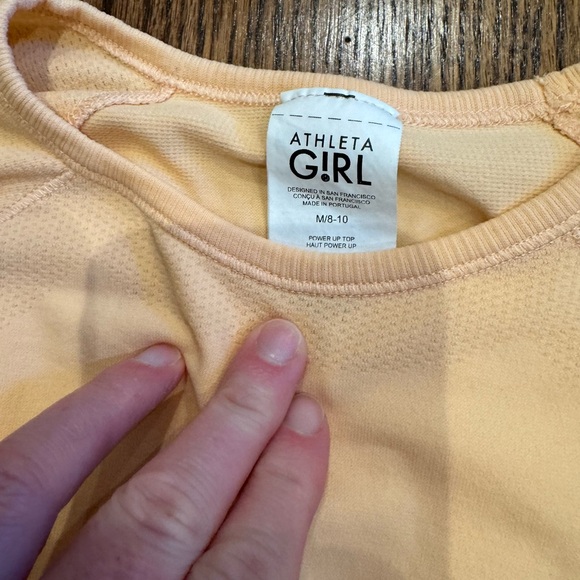 ATHLETA
G!RL
DESIGNED IN SAN FRANCISCO
CONÇU À SAN FRANCISCO
MADE IN PORTUGAL
M/8-10
POWER UP TOP
HAUT POWER UP